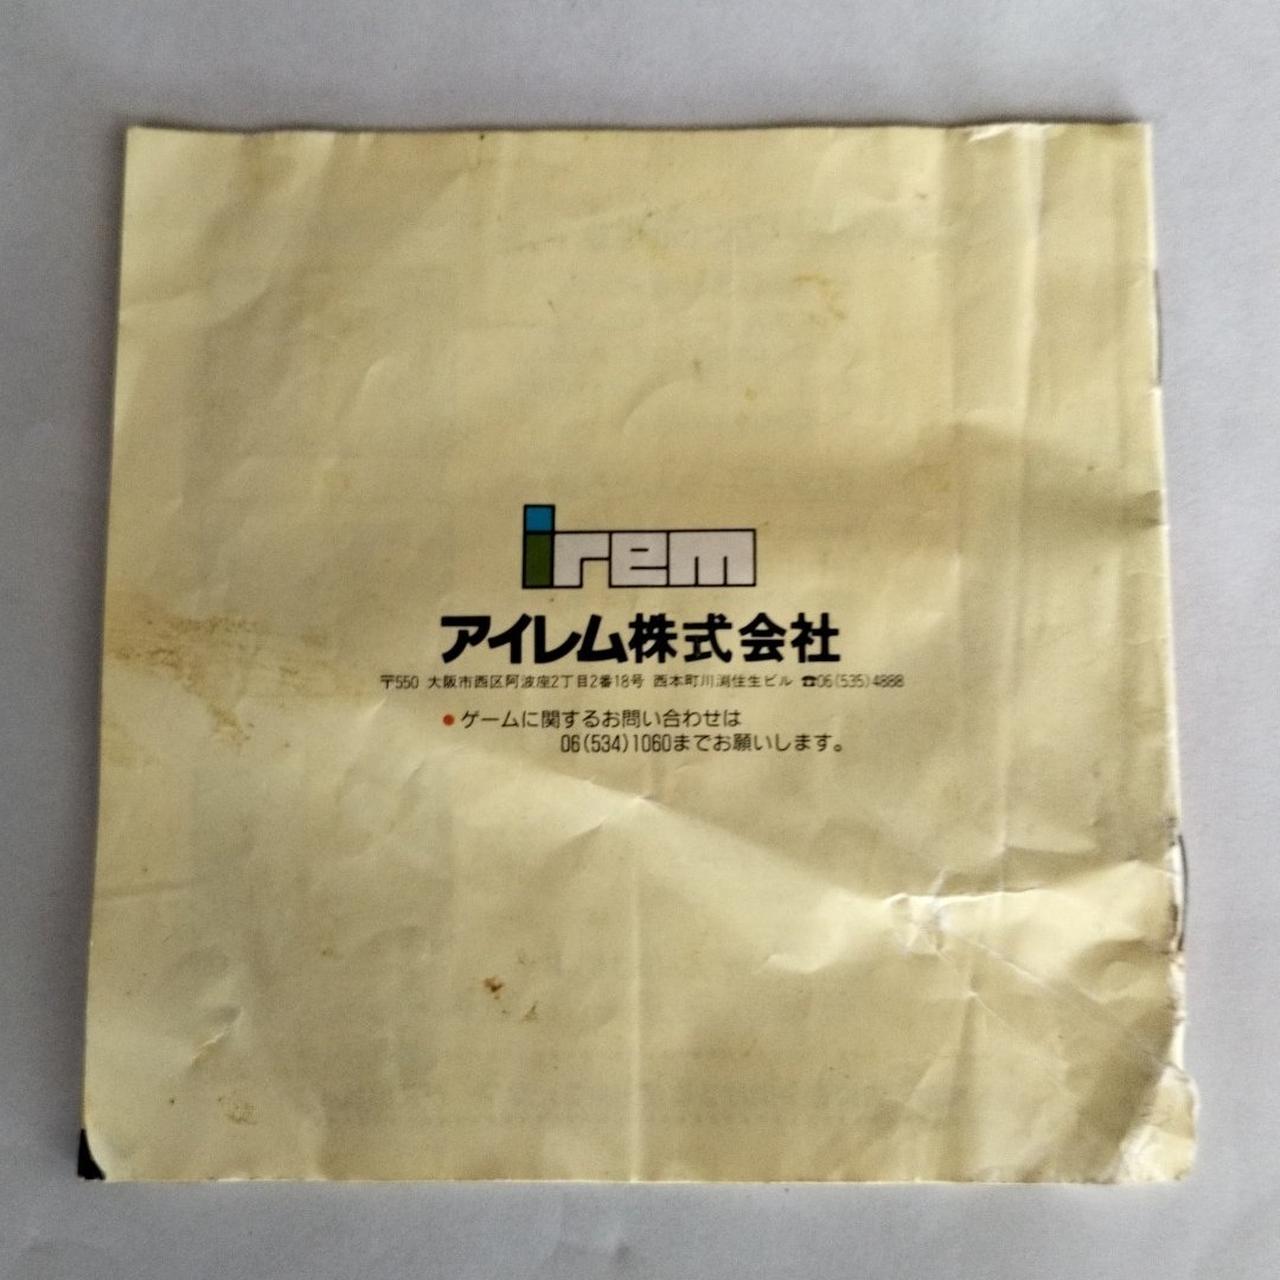 irem
アイレム株式会社
〒550 大阪市西区阿波座2丁目2番18号 西本町川渕住生ビル ☎06(535)4888
●ゲームに関するお問い合わせは
06(534)1060までお願いします。